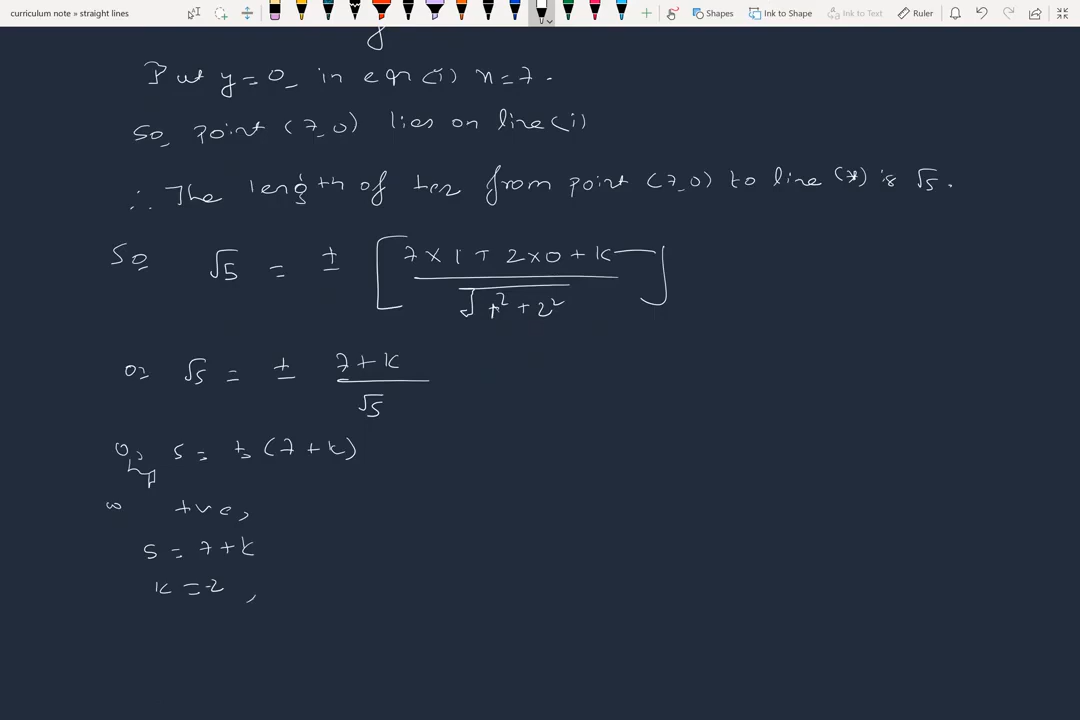 curriculum note » straight lines
Shapes Ink to Shape Ink to Text Ruler
Put y = 0, in eqn (i) x = 7.
So, point (7, 0) lies on line (i)
∴ The length of from point (7, 0) to line (*) is √5.
So √5 = ± [ (7 × 1 + 2 × 0 + k) / √(1² + 2²) ]
or √5 = ± (7 + k) / √5
or, 5 = ± (7 + k)
+ve,
5 = 7 + k
k = -2,